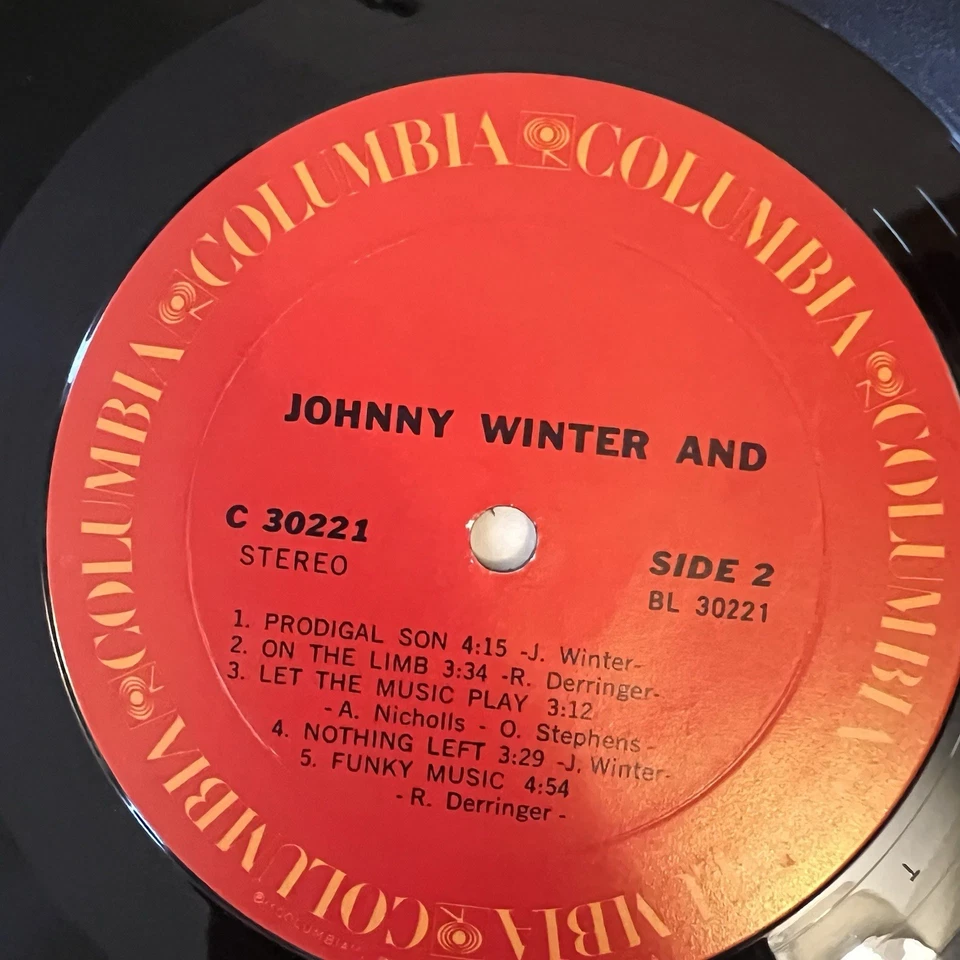 COLUMBIA COLUMBIA COLUMBIA COLUMBIA COLUMBIA COLUMBIA
JOHNNY WINTER AND
C 30221
STEREO
SIDE 2
BL 30221
1. PRODIGAL SON 4:15 -J. Winter-
2. ON THE LIMB 3:34 -R. Derringer-
3. LET THE MUSIC PLAY 3:12
-A. Nicholls - O. Stephens-
4. NOTHING LEFT 3:29 -J. Winter-
5. FUNKY MUSIC 4:54
-R. Derringer-
T